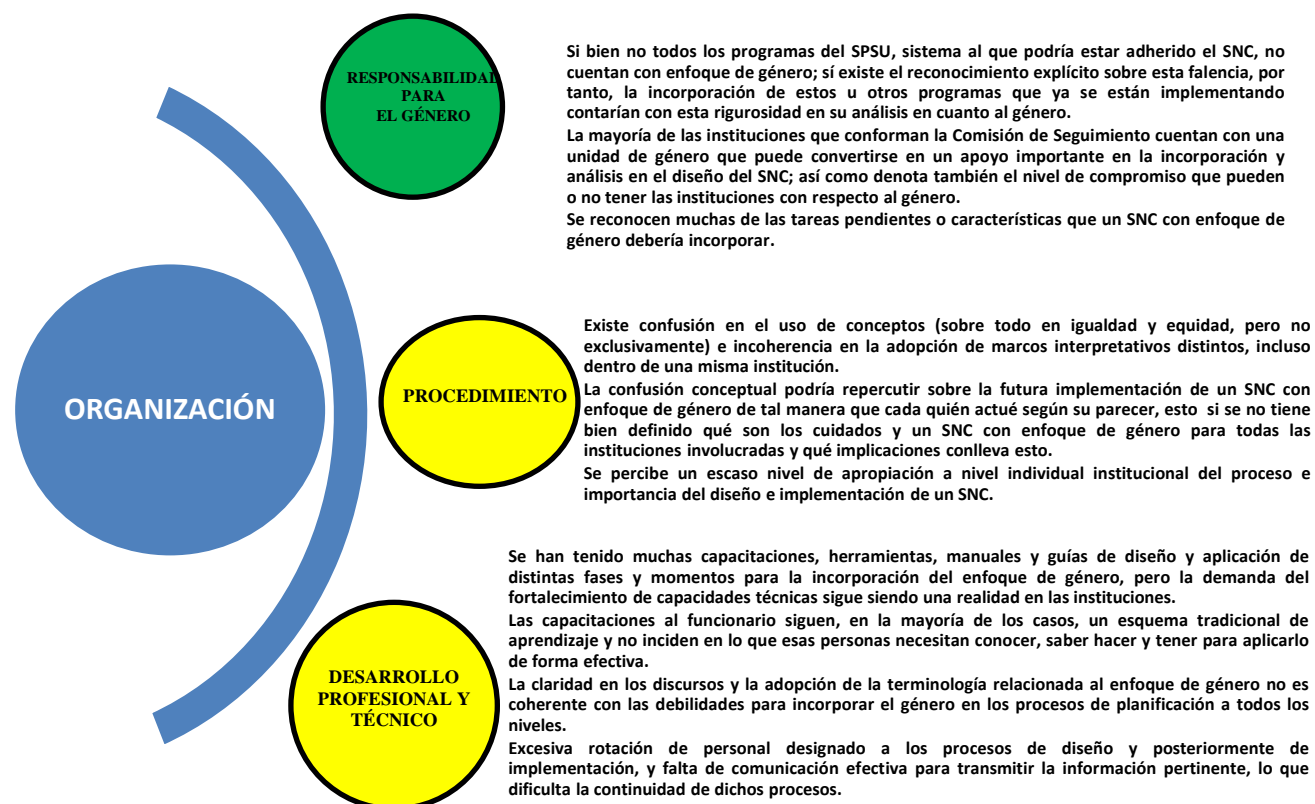 RESPONSABILIDAD
PARA
EL GÉNERO
Si bien no todos los programas del SPSU, sistema al que podría estar adherido el SNC, no
cuentan con enfoque de género; sí existe el reconocimiento explícito sobre esta falencia, por
tanto, la incorporación de estos u otros programas que ya se están implementando
contarían con esta rigurosidad en su análisis en cuanto al género.
La mayoría de las instituciones que conforman la Comisión de Seguimiento cuentan con una
unidad de género que puede convertirse en un apoyo importante en la incorporación y
análisis en el diseño del SNC; así como denota también el nivel de compromiso que pueden
o no tener las instituciones con respecto al género.
Se reconocen muchas de las tareas pendientes o características que un SNC con enfoque de
género debería incorporar.
ORGANIZACIÓN
PROCEDIMIENTO
Existe confusión en el uso de conceptos (sobre todo en igualdad y equidad, pero no
exclusivamente) e incoherencia en la adopción de marcos interpretativos distintos, incluso
dentro de una misma institución.
La confusión conceptual podría repercutir sobre la futura implementación de un SNC con
enfoque de género de tal manera que cada quién actué según su parecer, esto si se no tiene
bien definido qué son los cuidados y un SNC con enfoque de género para todas las
instituciones involucradas y qué implicaciones conlleva esto.
Se percibe un escaso nivel de apropiación a nivel individual institucional del proceso e
importancia del diseño e implementación de un SNC.
DESARROLLO
PROFESIONAL Y
TÉCNICO
Se han tenido muchas capacitaciones, herramientas, manuales y guías de diseño y aplicación de
distintas fases y momentos para la incorporación del enfoque de género, pero la demanda del
fortalecimiento de capacidades técnicas sigue siendo una realidad en las instituciones.
Las capacitaciones al funcionario siguen, en la mayoría de los casos, un esquema tradicional de
aprendizaje y no inciden en lo que esas personas necesitan conocer, saber hacer y tener para aplicarlo
de forma efectiva.
La claridad en los discursos y la adopción de la terminología relacionada al enfoque de género no es
coherente con las debilidades para incorporar el género en los procesos de planificación a todos los
niveles.
Excesiva rotación de personal designado a los procesos de diseño y posteriormente de
implementación, y falta de comunicación efectiva para transmitir la información pertinente, lo que
dificulta la continuidad de dichos procesos.